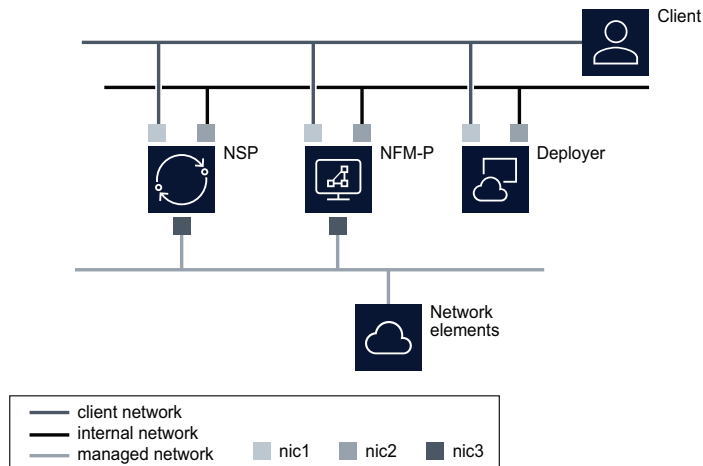 Client
NSP
NFM-P
Deployer
Network
elements
client network
internal network
managed network
nic1
nic2
nic3